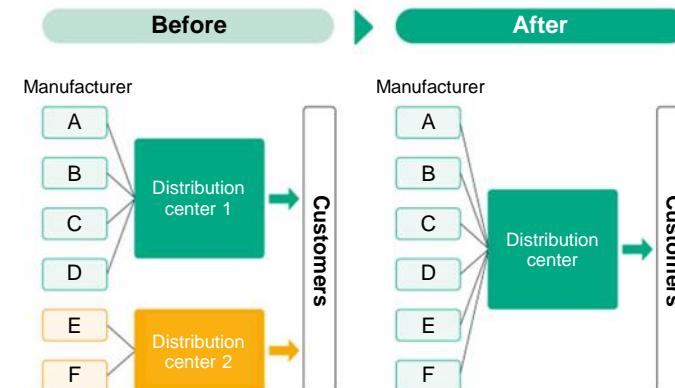 Before
After
Manufacturer
A
B
C
D
E
F
Distribution
center 1
Distribution
center 2
Customers
Manufacturer
A
B
C
D
E
F
Distribution
center
Customers